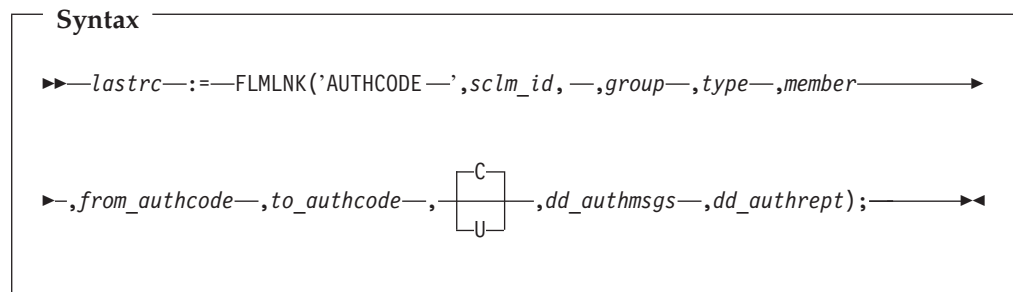 Syntax
lastrc := FLMLNK('AUTHCODE ',sclm_id, ,group ,type ,member
C
,from_authcode ,to_authcode , ,dd_authmsgs ,dd_authrept);
U